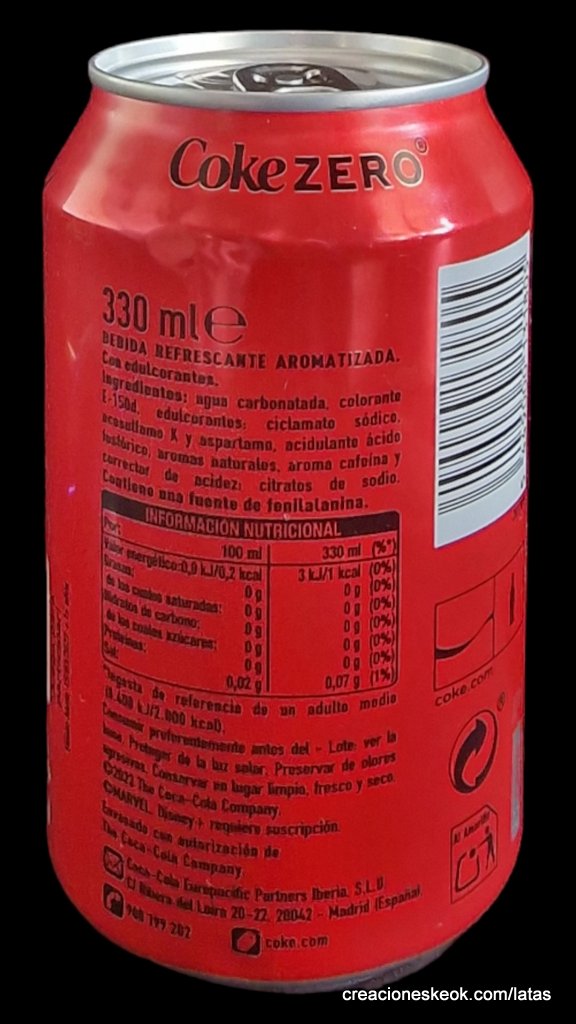 Coke ZERO®
330 ml e
BEBIDA REFRESCANTE AROMATIZADA.
Con edulcorantes.
Ingredientes: agua carbonatada, colorante
E-150d, edulcorantes: ciclamato sódico,
acesulfamo K y aspartamo, acidulante ácido
fosfórico, aromas naturales, aroma cafeína y
corrector de acidez: citratos de sodio.
Contiene una fuente de fenilalanina.
INFORMACIÓN NUTRICIONAL
Por: 100 ml 330 ml (%*)
Valor energético: 0,9 kJ/0,2 kcal 3 kJ/1 kcal (0%)
Grasas: 0 g 0 g (0%)
de las cuales saturadas: 0 g 0 g (0%)
Hidratos de carbono: 0 g 0 g (0%)
de los cuales azúcares: 0 g 0 g (0%)
Proteínas: 0 g 0 g (0%)
Sal: 0,02 g 0,07 g (1%)
*Ingesta de referencia de un adulto medio
(8.400 kJ/2.000 kcal).
Consumir preferentemente antes del - Lote: ver la
base. Proteger de la luz solar. Preservar de olores
agresivos. Conservar en lugar limpio, fresco y seco.
©2022 The Coca-Cola Company.
©MARVEL. Disney+ requiere suscripción.
Envasado con autorización de
The Coca-Cola Company
Coca-Cola Europacific Partners Iberia, S.L.U.
C/ Ribera del Loira 20-22. 28042 - Madrid (España)
900 199 202
coke.com
coke.com
®
Al Amarillo
creacioneskeok.com/latas